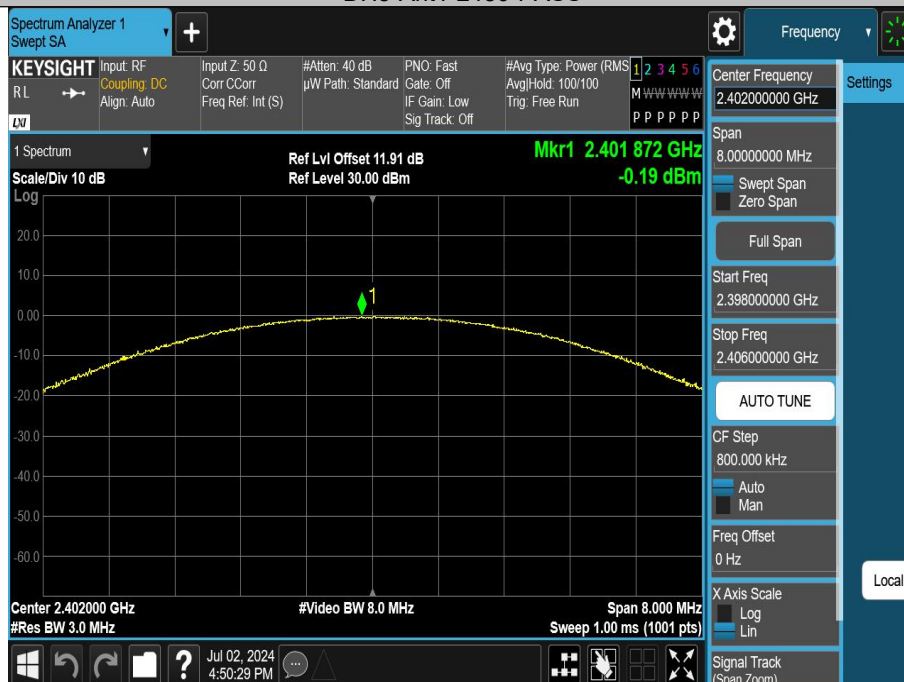 Spectrum Analyzer 1
Swept SA
+
Frequency
KEYSIGHT
RL
LXI
Input: RF
Coupling: DC
Align: Auto
Input Z: 50 Ω
Corr CCorr
Freq Ref: Int (S)
#Atten: 40 dB
µW Path: Standard
PNO: Fast
Gate: Off
IF Gain: Low
Sig Track: Off
#Avg Type: Power (RMS
Avg|Hold: 100/100
Trig: Free Run
1 2 3 4 5 6
M W W W W W
P P P P P P
1 Spectrum
Scale/Div 10 dB
Log
Ref Lvl Offset 11.91 dB
Ref Level 30.00 dBm
Mkr1 2.401 872 GHz
-0.19 dBm
1
20.0
10.0
0.00
-10.0
-20.0
-30.0
-40.0
-50.0
-60.0
Center 2.402000 GHz
#Res BW 3.0 MHz
#Video BW 8.0 MHz
Span 8.000 MHz
Sweep 1.00 ms (1001 pts)
Center Frequency
2.402000000 GHz
Settings
Span
8.00000000 MHz
Swept Span
Zero Span
Full Span
Start Freq
2.398000000 GHz
Stop Freq
2.406000000 GHz
AUTO TUNE
CF Step
800.000 kHz
Auto
Man
Freq Offset
0 Hz
Local
X Axis Scale
Log
Lin
Signal Track
(Span Zoom)
?
Jul 02, 2024
4:50:29 PM